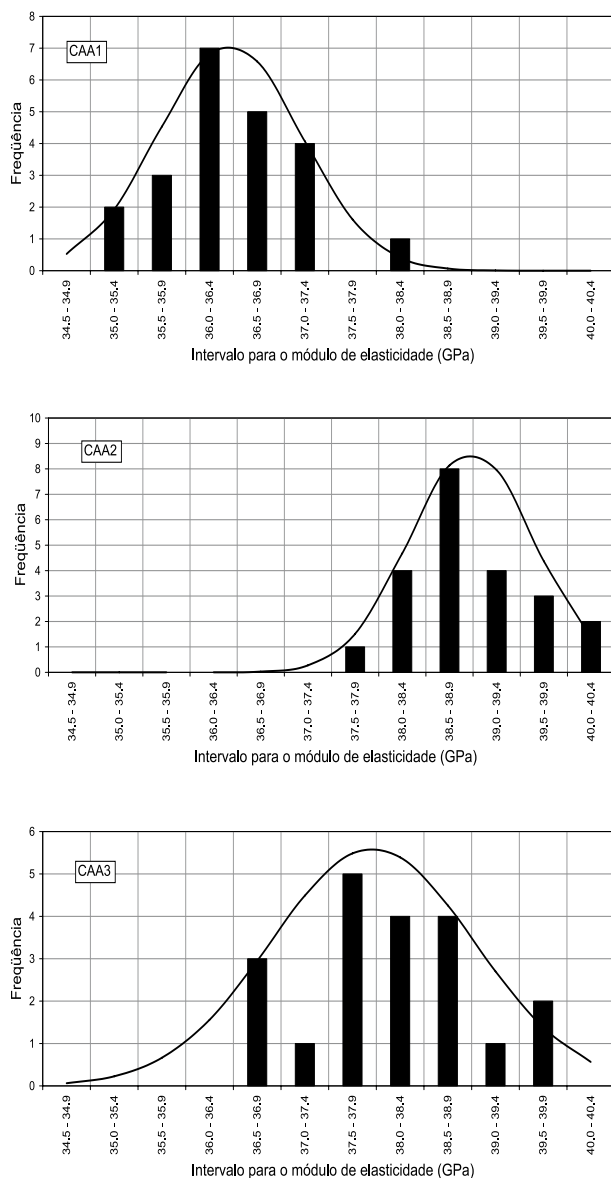 8
7
6
5
4
3
2
1
0
Freqüência
CAA1
34.5 - 34.9
35.0 - 35.4
35.5 - 35.9
36.0 - 36.4
36.5 - 36.9
37.0 - 37.4
37.5 - 37.9
38.0 - 38.4
38.5 - 38.9
39.0 - 39.4
39.5 - 39.9
40.0 - 40.4
Intervalo para o módulo de elasticidade (GPa)
10
9
8
7
6
5
4
3
2
1
0
Freqüência
CAA2
34.5 - 34.9
35.0 - 35.4
35.5 - 35.9
36.0 - 36.4
36.5 - 36.9
37.0 - 37.4
37.5 - 37.9
38.0 - 38.4
38.5 - 38.9
39.0 - 39.4
39.5 - 39.9
40.0 - 40.4
Intervalo para o módulo de elasticidade (GPa)
6
5
4
3
2
1
0
Freqüência
CAA3
34.5 - 34.9
35.0 - 35.4
35.5 - 35.9
36.0 - 36.4
36.5 - 36.9
37.0 - 37.4
37.5 - 37.9
38.0 - 38.4
38.5 - 38.9
39.0 - 39.4
39.5 - 39.9
40.0 - 40.4
Intervalo para o módulo de elasticidade (GPa)